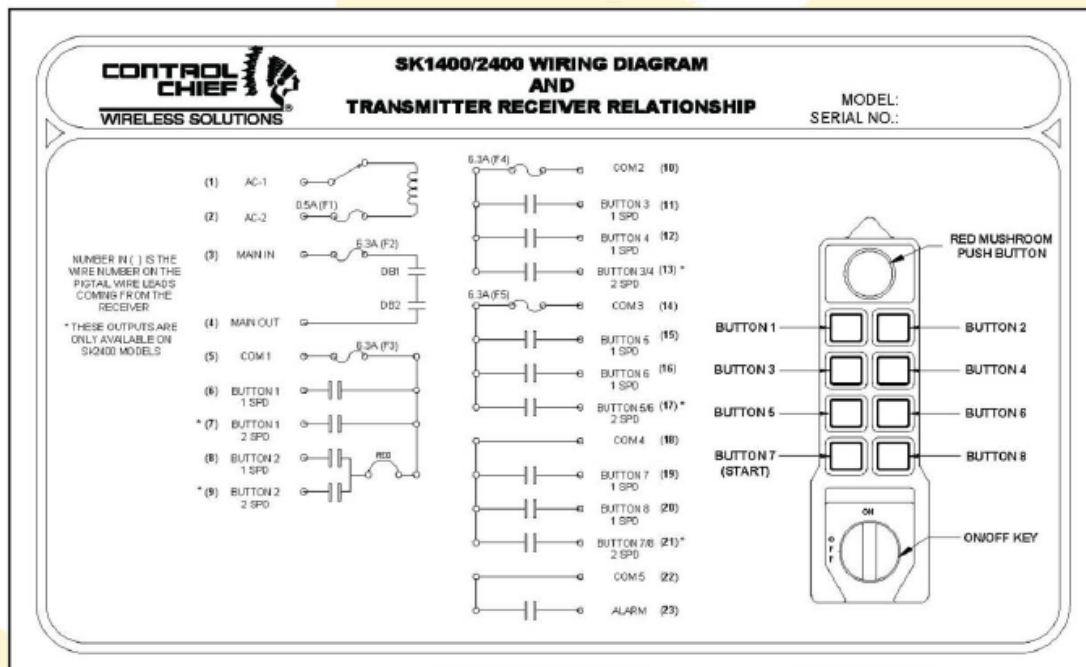 CONTROL
CHIEF
WIRELESS SOLUTIONS
®
SK1400/2400 WIRING DIAGRAM
AND
TRANSMITTER RECEIVER RELATIONSHIP
MODEL:
SERIAL NO.:
NUMBER IN ( ) IS THE
WIRE NUMBER ON THE
PIGTAIL WIRE LEADS
COMING FROM THE
RECEIVER
* THESE OUTPUTS ARE
ONLY AVAILABLE ON
SK2400 MODELS
(1) AC-1
0.5A (F1)
(2) AC-2
6.3A (F2)
(3) MAIN IN
DB1
DB2
(4) MAIN OUT
6.3A (F3)
(5) COM 1
(6) BUTTON 1
1 SPD
* (7) BUTTON 1
2 SPD
(8) BUTTON 2
1 SPD
RED
* (9) BUTTON 2
2 SPD
6.3A (F4)
COM 2 (10)
BUTTON 3 (11)
1 SPD
BUTTON 4 (12)
1 SPD
BUTTON 3/4 (13) *
2 SPD
6.3A (F5)
COM 3 (14)
BUTTON 5 (15)
1 SPD
BUTTON 6 (16)
1 SPD
BUTTON 5/6 (17) *
2 SPD
COM 4 (18)
BUTTON 7 (19)
1 SPD
BUTTON 8 (20)
1 SPD
BUTTON 7/8 (21) *
2 SPD
COM 5 (22)
ALARM (23)
RED MUSHROOM
PUSH BUTTON
BUTTON 1
BUTTON 2
BUTTON 3
BUTTON 4
BUTTON 5
BUTTON 6
BUTTON 7
(START)
BUTTON 8
ON
OFF
ON/OFF KEY